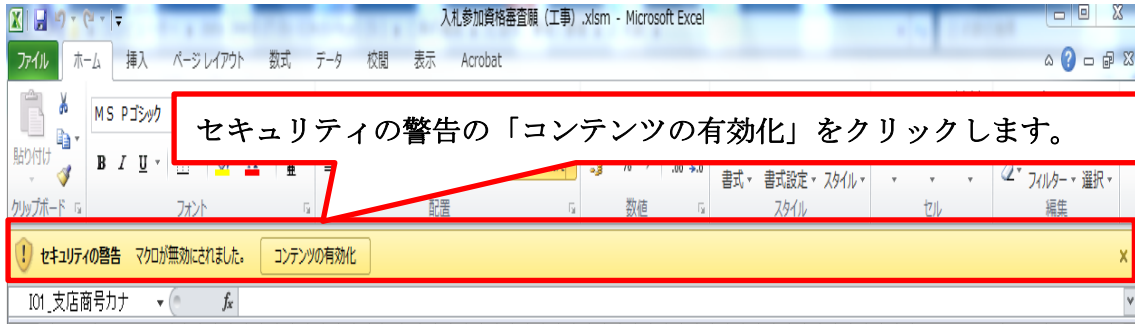 入札参加資格審査願（工事）.xlsm - Microsoft Excel
ファイル ホーム 挿入 ページ レイアウト 数式 データ 校閲 表示 Acrobat
ＭＳ Ｐゴシック
セキュリティの警告の「コンテンツの有効化」をクリックします。
貼り付け
B I U
書式 書式設定 スタイル
フィルター 選択
クリップボード フォント 配置 数値 スタイル セル 編集
セキュリティの警告 マクロが無効にされました。 コンテンツの有効化
I01_支店商号カナ fx